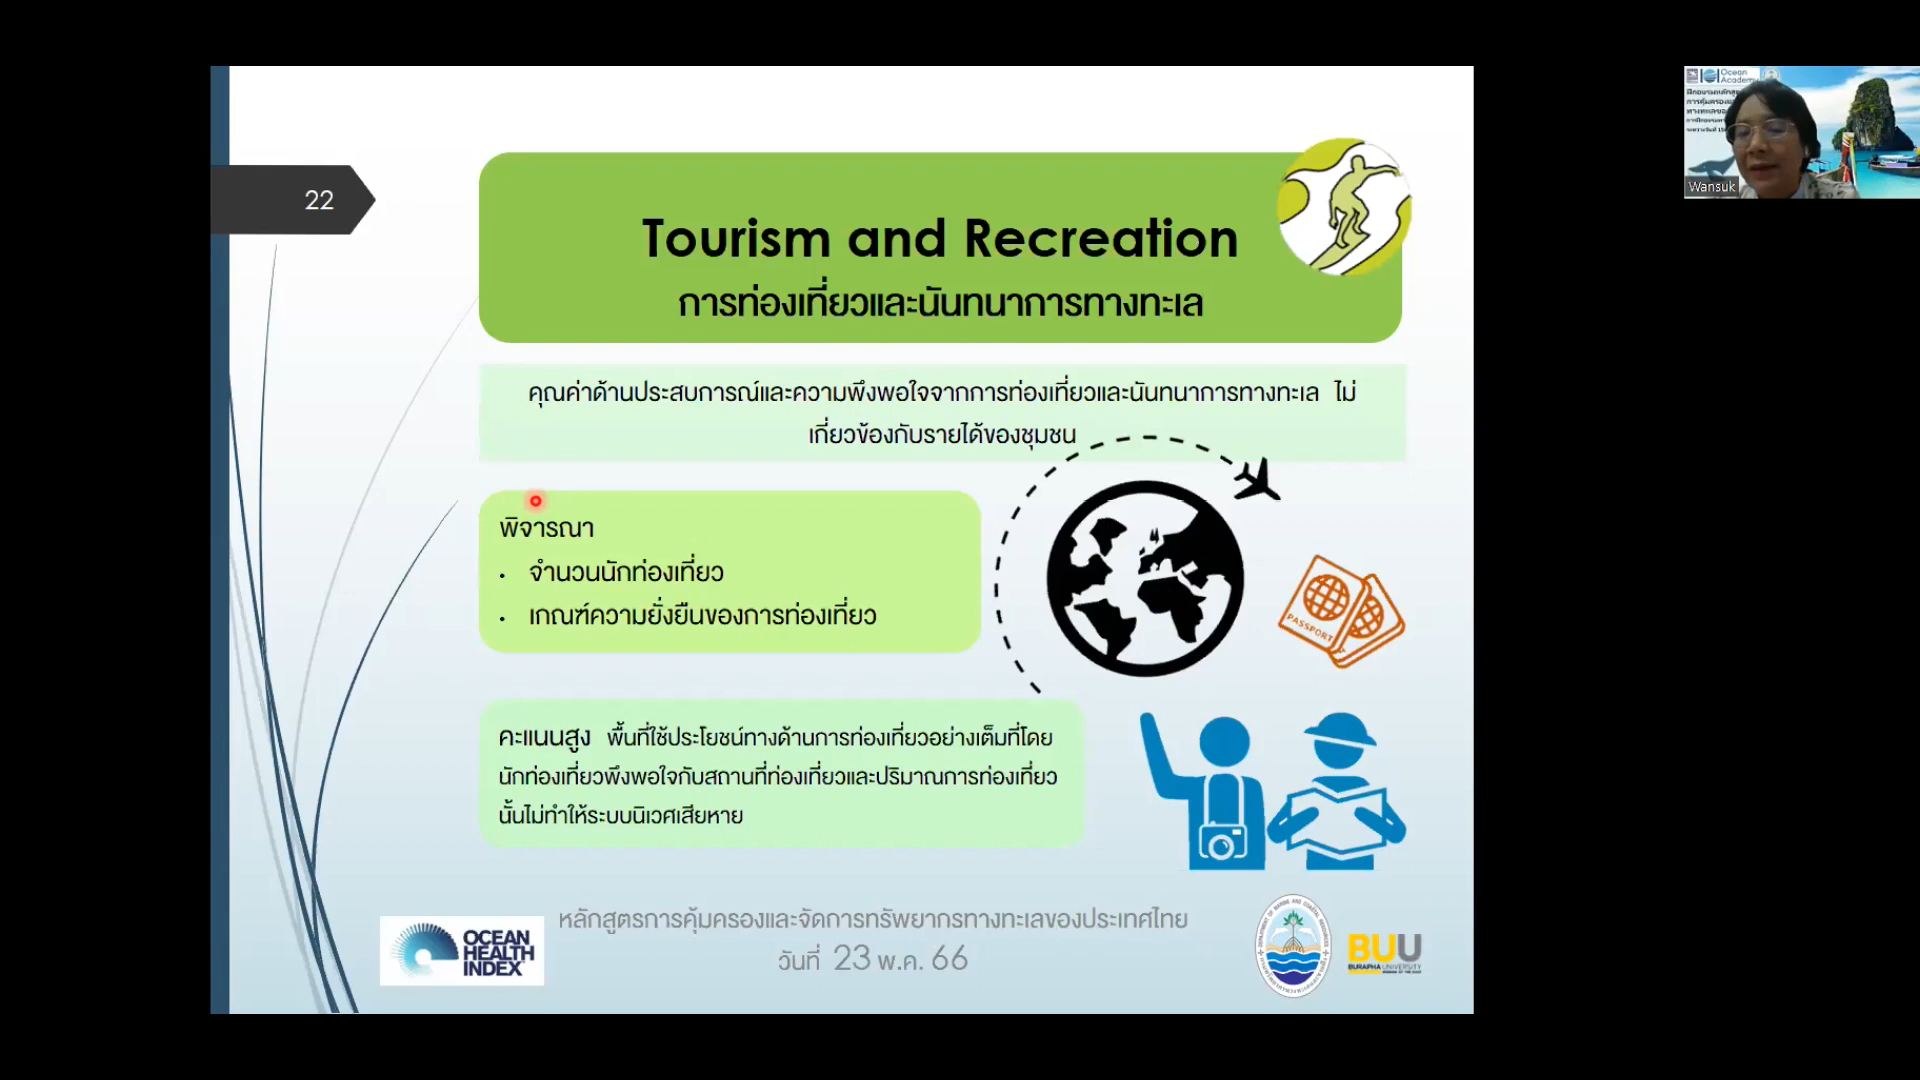 22
Tourism and Recreation
การท่องเที่ยวและนันทนาการทางทะเล
คุณค่าด้านประสบการณ์และความพึงพอใจจากการท่องเที่ยวและนันทนาการทางทะเล ไม่
เกี่ยวข้องกับรายได้ของชุมชน
พิจารณา
• จำนวนนักท่องเที่ยว
• เกณฑ์ความยั่งยืนของการท่องเที่ยว
PASSPORT
คะแนนสูง พื้นที่ใช้ประโยชน์ทางด้านการท่องเที่ยวอย่างเต็มที่โดย
นักท่องเที่ยวพึงพอใจกับสถานที่ท่องเที่ยวและปริมาณการท่องเที่ยว
นั้นไม่ทำให้ระบบนิเวศเสียหาย
OCEAN
HEALTH
INDEX
หลักสูตรการคุ้มครองและจัดการทรัพยากรทางทะเลของประเทศไทย
วันที่ 23 พ.ค. 66
BUU
BURAPHA UNIVERSITY
Ocean
Academy
Wansuk